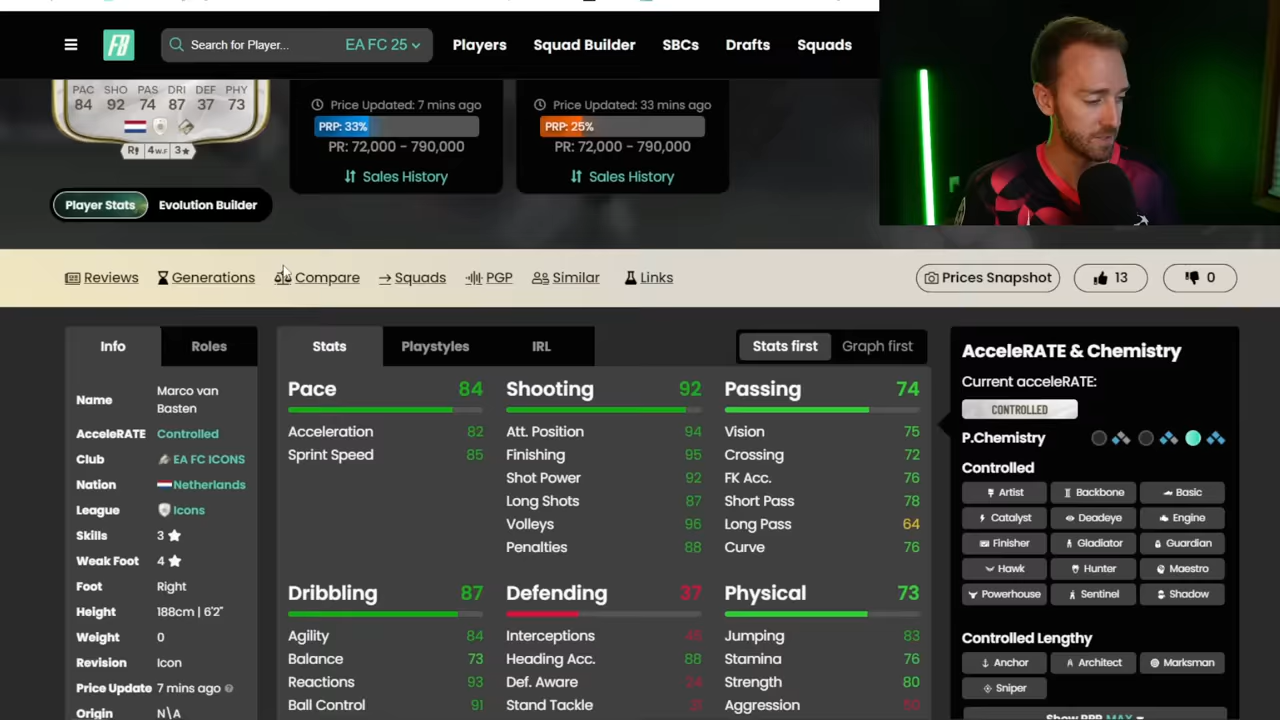 FB
Search for Player...
EA FC 25
Players
Squad Builder
SBCs
Drafts
Squads
PAC SHO PAS DRI DEF PHY
84 92 74 87 37 73
4 W.F 3★
Price Updated: 7 mins ago
PRP: 33%
PR: 72,000 - 790,000
Sales History
Price Updated: 33 mins ago
PRP: 25%
PR: 72,000 - 790,000
Sales History
Player Stats
Evolution Builder
Reviews
Generations
Compare
Squads
PGP
Similar
Links
Prices Snapshot
13
0
Info
Roles
Name Marco van
Basten
AcceleRATE Controlled
Club EA FC ICONS
Nation Netherlands
League Icons
Skills 3 ★
Weak Foot 4 ★
Foot Right
Height 188cm | 6'2"
Weight 0
Revision Icon
Price Update 7 mins ago
Origin N\A
Stats
Playstyles
IRL
Stats first
Graph first
Pace 84
Acceleration 82
Sprint Speed 85
Shooting 92
Att. Position 94
Finishing 95
Shot Power 92
Long Shots 87
Volleys 96
Penalties 88
Passing 74
Vision 75
Crossing 72
FK Acc. 76
Short Pass 78
Long Pass 64
Curve 76
Dribbling 87
Agility 84
Balance 73
Reactions 93
Ball Control 91
Defending 37
Interceptions
Heading Acc. 88
Def. Aware 24
Stand Tackle
Physical 73
Jumping 83
Stamina 76
Strength 80
Aggression
AcceleRATE & Chemistry
Current acceleRATE:
CONTROLLED
P.Chemistry
Controlled
Artist
Backbone
Basic
Catalyst
Deadeye
Engine
Finisher
Gladiator
Guardian
Hawk
Hunter
Maestro
Powerhouse
Sentinel
Shadow
Controlled Lengthy
Anchor
Architect
Marksman
Sniper